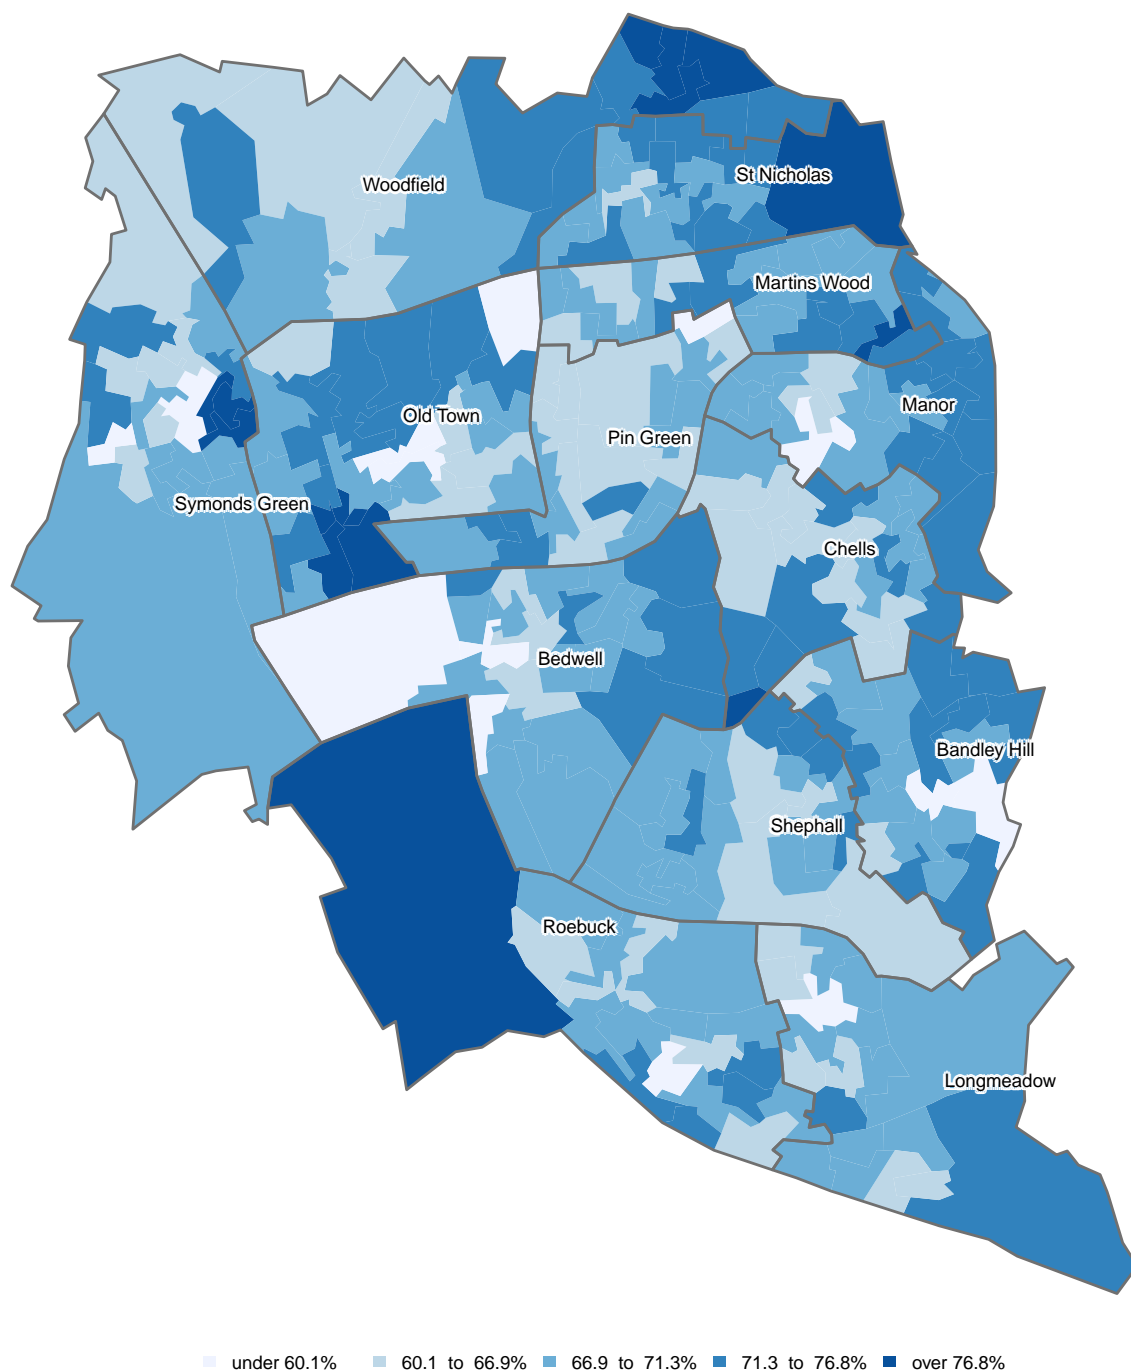 Woodfield
St Nicholas
Martins Wood
Manor
Old Town
Pin Green
Symonds Green
Chells
Bedwell
Bandley Hill
Shephall
Roebuck
Longmeadow
under 60.1% 60.1 to 66.9% 66.9 to 71.3% 71.3 to 76.8% over 76.8%